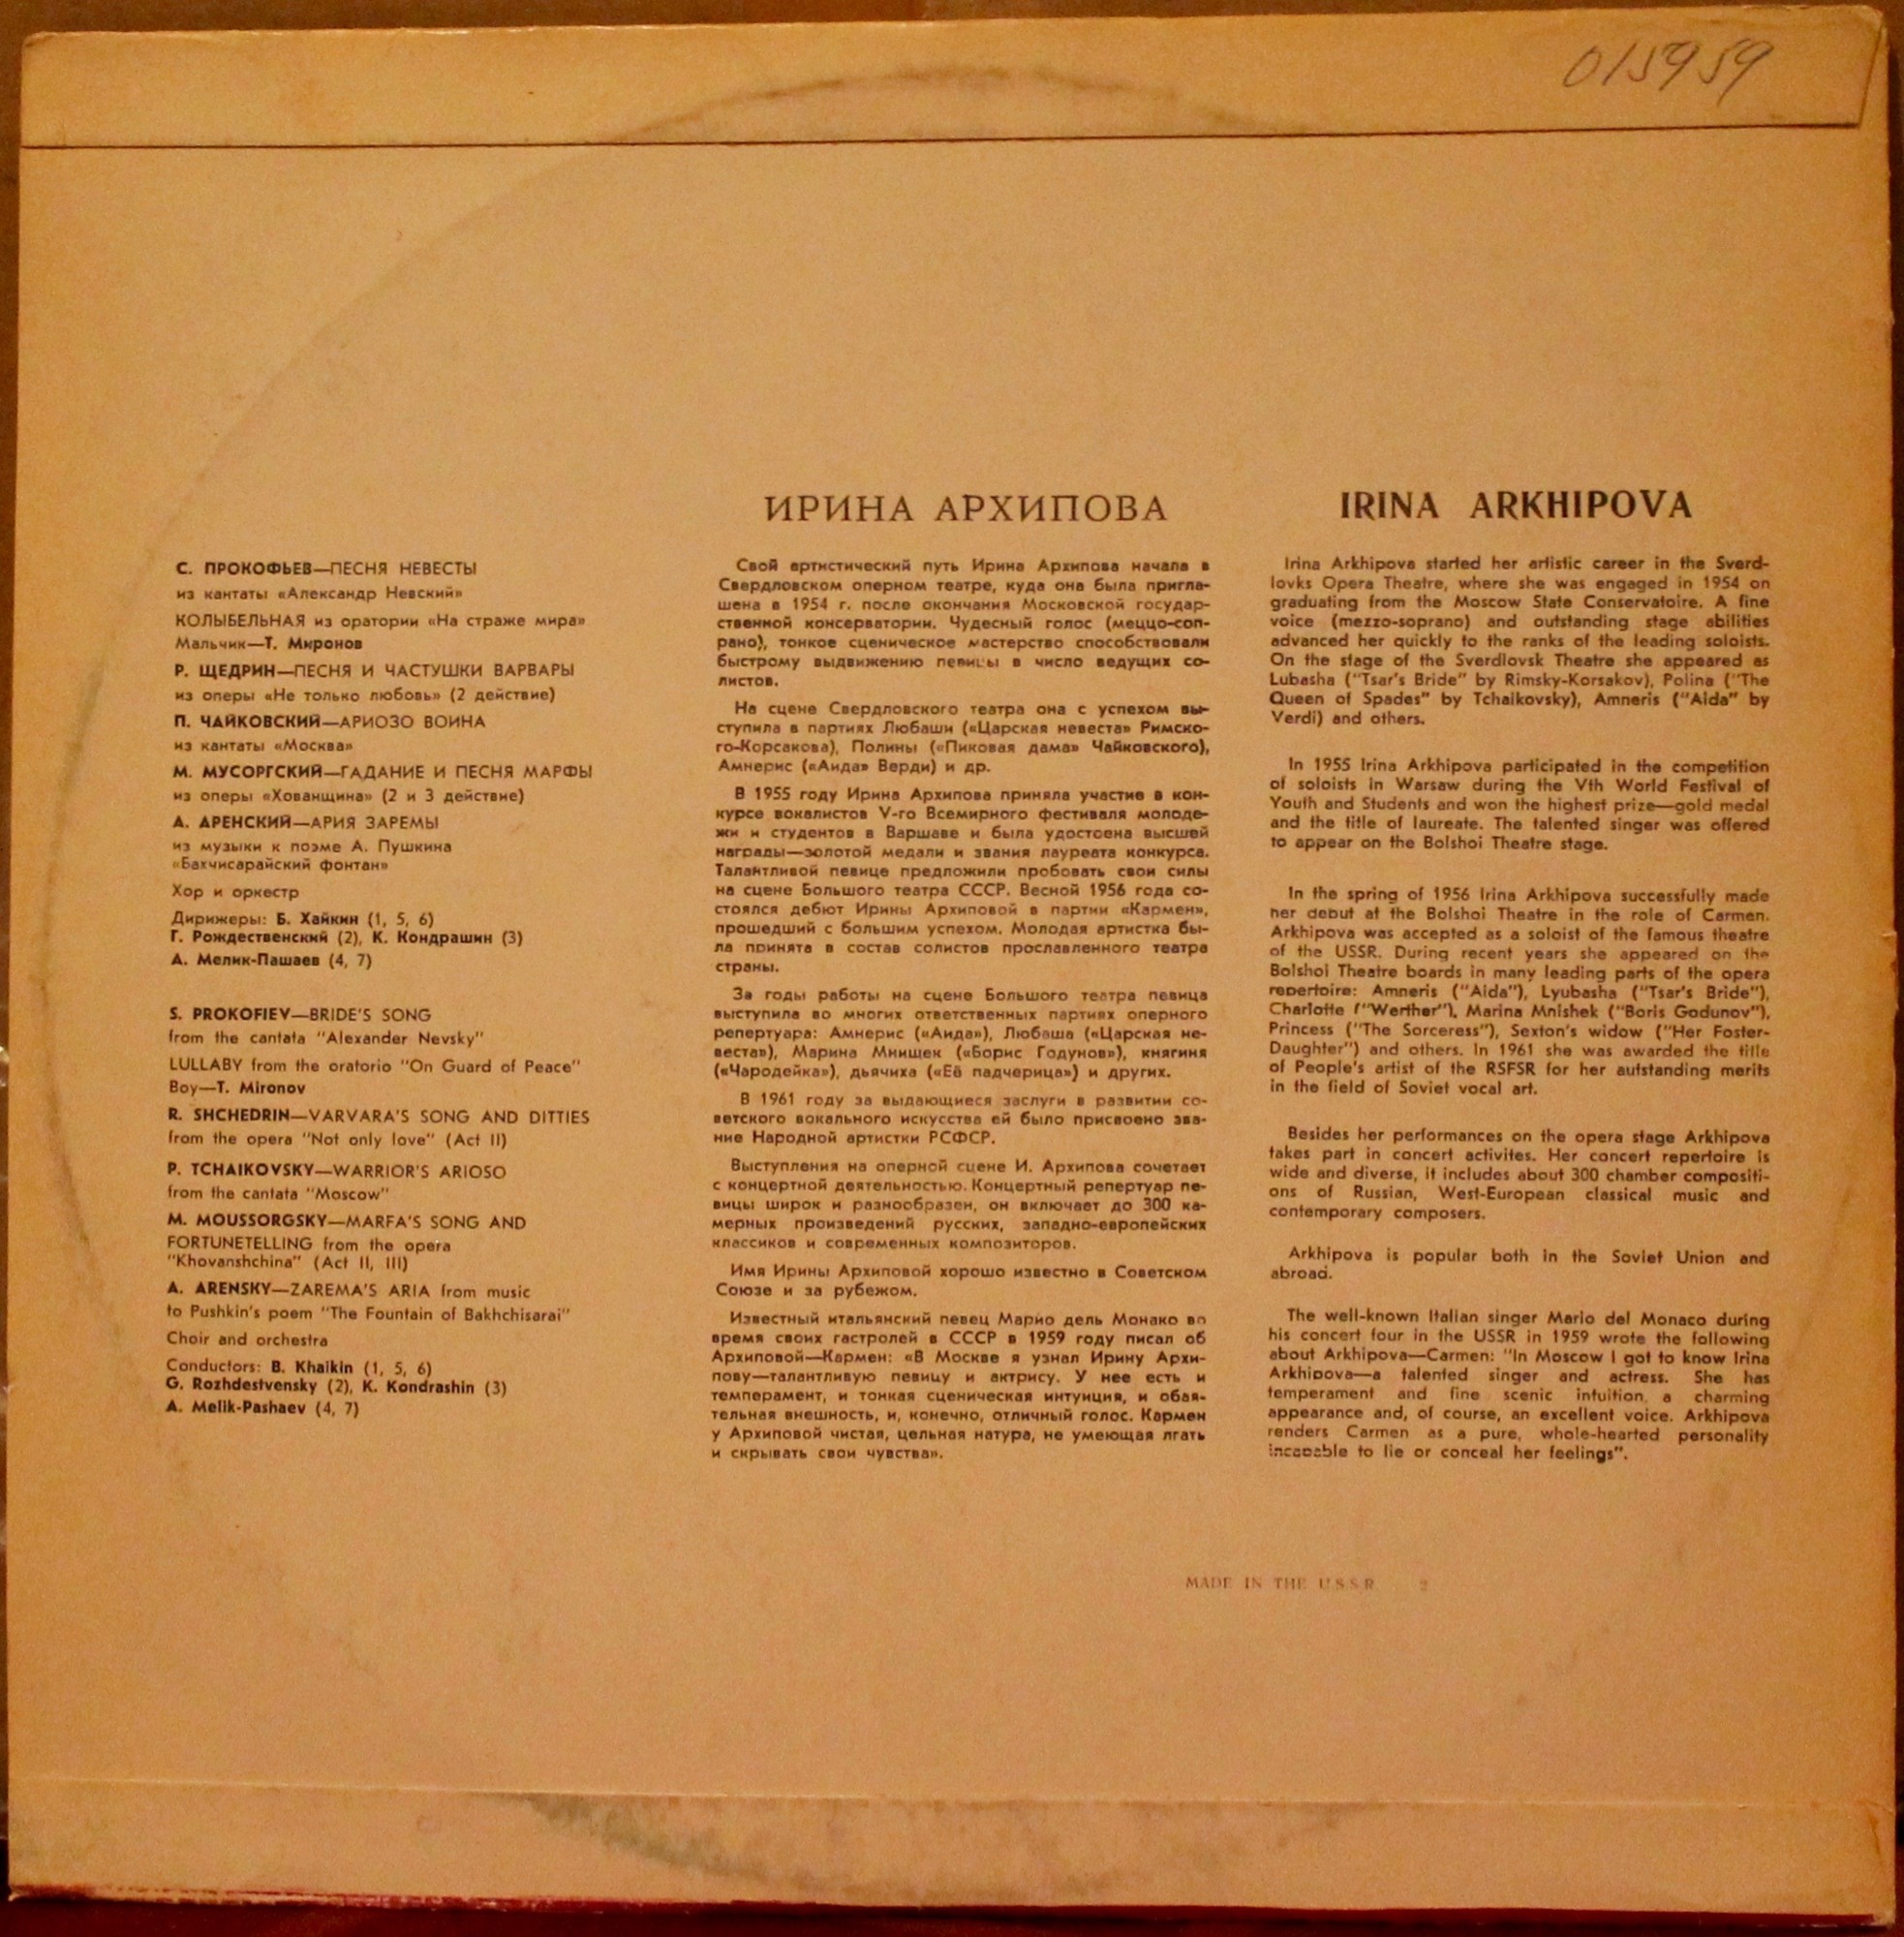 015959
С. ПРОКОФЬЕВ—ПЕСНЯ НЕВЕСТЫ
из кантаты «Александр Невский»
КОЛЫБЕЛЬНАЯ из оратории «На страже мира»
Мальчик—Т. Миронов
Р. ЩЕДРИН—ПЕСНЯ И ЧАСТУШКИ ВАРВАРЫ
из оперы «Не только любовь» (2 действие)
П. ЧАЙКОВСКИЙ—АРИОЗО ВОИНА
из кантаты «Москва»
М. МУСОРГСКИЙ—ГАДАНИЕ И ПЕСНЯ МАРФЫ
из оперы «Хованщина» (2 и 3 действие)
А. АРЕНСКИЙ—АРИЯ ЗАРЕМЫ
из музыки к поэме А. Пушкина
«Бахчисарайский фонтан»
Хор и оркестр
Дирижеры: Б. Хайкин (1, 5, 6)
Г. Рождественский (2), К. Кондрашин (3)
А. Мелик-Пашаев (4, 7)
S. PROKOFIEV—BRIDE'S SONG
from the cantata "Alexander Nevsky"
LULLABY from the oratorio "On Guard of Peace"
Boy—T. Mironov
R. SHCHEDRIN—VARVARA'S SONG AND DITTIES
from the opera "Not only love" (Act II)
P. TCHAIKOVSKY—WARRIOR'S ARIOSO
from the cantata "Moscow"
M. MOUSSORGSKY—MARFA'S SONG AND
FORTUNETELLING from the opera
"Khovanshchina" (Act II, III)
A. ARENSKY—ZAREMA'S ARIA from music
to Pushkin's poem "The Fountain of Bakhchisarai"
Choir and orchestra
Conductors: B. Khaikin (1, 5, 6)
G. Rozhdestvensky (2), K. Kondrashin (3)
A. Melik-Pashaev (4, 7)
ИРИНА АРХИПОВА
Свой артистический путь Ирина Архипова начала в
Свердловском оперном театре, куда она была пригла-
шена в 1954 г. после окончания Московской государ-
ственной консерватории. Чудесный голос (меццо-соп-
рано), тонкое сценическое мастерство способствовали
быстрому выдвижению певицы в число ведущих со-
листов.
На сцене Свердловского театра она с успехом вы-
ступила в партиях Любаши («Царская невеста» Римско-
го-Корсакова), Полины («Пиковая дама» Чайковского),
Амнерис («Аида» Верди) и др.
В 1955 году Ирина Архипова приняла участие в кон-
курсе вокалистов V-го Всемирного фестиваля молоде-
жи и студентов в Варшаве и была удостоена высшей
награды—золотой медали и звания лауреата конкурса.
Талантливой певице предложили пробовать свои силы
на сцене Большого театра СССР. Весной 1956 года со-
стоялся дебют Ирины Архиповой в партии «Кармен»,
прошедший с большим успехом. Молодая артистка бы-
ла принята в состав солистов прославленного театра
страны.
За годы работы на сцене Большого театра певица
выступила во многих ответственных партиях оперного
репертуара: Амнерис («Аида»), Любаша («Царская не-
веста»), Марина Мнищек («Борис Годунов»), княгиня
(«Чародейка»), дьячиха («Её падчерица») и других.
В 1961 году за выдающиеся заслуги в развитии со-
ветского вокального искусства ей было присвоено зва-
ние Народной артистки РСФСР.
Выступления на оперной сцене И. Архипова сочетает
с концертной деятельностью. Концертный репертуар пе-
вицы широк и разнообразен, он включает до 300 ка-
мерных произведений русских, западно-европейских
классиков и современных композиторов.
Имя Ирины Архиповой хорошо известно в Советском
Союзе и за рубежом.
Известный итальянский певец Марио дель Монако во
время своих гастролей в СССР в 1959 году писал об
Архиповой—Кармен: «В Москве я узнал Ирину Архи-
пову—талантливую певицу и актрису. У нее есть и
темперамент, и тонкая сценическая интуиция, и обая-
тельная внешность, и, конечно, отличный голос. Кармен
у Архиповой чистая, цельная натура, не умеющая лгать
и скрывать свои чувства».
IRINA ARKHIPOVA
Irina Arkhipova started her artistic career in the Sverd-
lovks Opera Theatre, where she was engaged in 1954 on
graduating from the Moscow State Conservatoire. A fine
voice (mezzo-soprano) and outstanding stage abilities
advanced her quickly to the ranks of the leading soloists.
On the stage of the Sverdlovsk Theatre she appeared as
Lubasha ("Tsar's Bride" by Rimsky-Korsakov), Polina ("The
Queen of Spades" by Tchaikovsky), Amneris ("Aida" by
Verdi) and others.
In 1955 Irina Arkhipova participated in the competition
of soloists in Warsaw during the Vth World Festival of
Youth and Students and won the highest prize—gold medal
and the title of laureate. The talented singer was offered
to appear on the Bolshoi Theatre stage.
In the spring of 1956 Irina Arkhipova successfully made
her debut at the Bolshoi Theatre in the role of Carmen.
Arkhipova was accepted as a soloist of the famous theatre
of the USSR. During recent years she appeared on the
Bolshoi Theatre boards in many leading parts of the opera
repertoire: Amneris ("Aida"), Lyubasha ("Tsar's Bride"),
Charlotte ("Werther"), Marina Mnishek ("Boris Godunov"),
Princess ("The Sorceress"), Sexton's widow ("Her Foster-
Daughter") and others. In 1961 she was awarded the title
of People's artist of the RSFSR for her autstanding merits
in the field of Soviet vocal art.
Besides her performances on the opera stage Arkhipova
takes part in concert activites. Her concert repertoire is
wide and diverse, it includes about 300 chamber compositi-
ons of Russian, West-European classical music and
contemporary composers.
Arkhipova is popular both in the Soviet Union and
abroad.
The well-known Italian singer Mario del Monaco during
his concert four in the USSR in 1959 wrote the following
about Arkhipova—Carmen: "In Moscow I got to know Irina
Arkhipova—a talented singer and actress. She has
temperament and fine scenic intuition, a charming
appearance and, of course, an excellent voice. Arkhipova
renders Carmen as a pure, whole-hearted personality
incapable to lie or conceal her feelings".
MADE IN THE U.S.S.R. 2